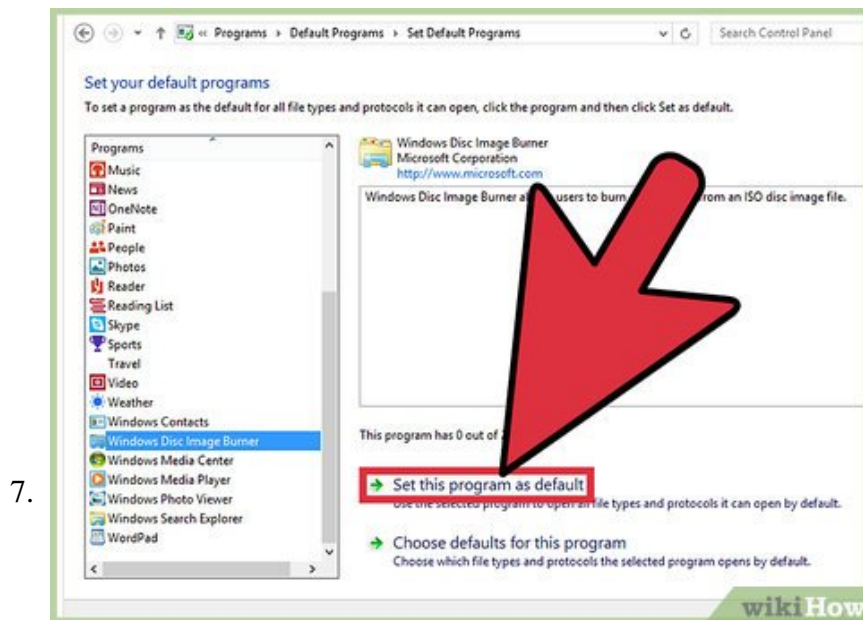 « Programs › Default Programs › Set Default Programs
Search Control Panel
Set your default programs
To set a program as the default for all file types and protocols it can open, click the program and then click Set as default.
Programs
Music
News
OneNote
Paint
People
Photos
Reader
Reading List
Skype
Sports
Travel
Video
Weather
Windows Contacts
Windows Disc Image Burner
Windows Media Center
Windows Media Player
Windows Photo Viewer
Windows Search Explorer
WordPad
Windows Disc Image Burner
Microsoft Corporation
http://www.microsoft.com
Windows Disc Image Burner users to burn from an ISO disc image file.
This program has 0 out of
Set this program as default
Use the selected program to open all file types and protocols it can open by default.
Choose defaults for this program
Choose which file types and protocols the selected program opens by default.
7.
wikiHow